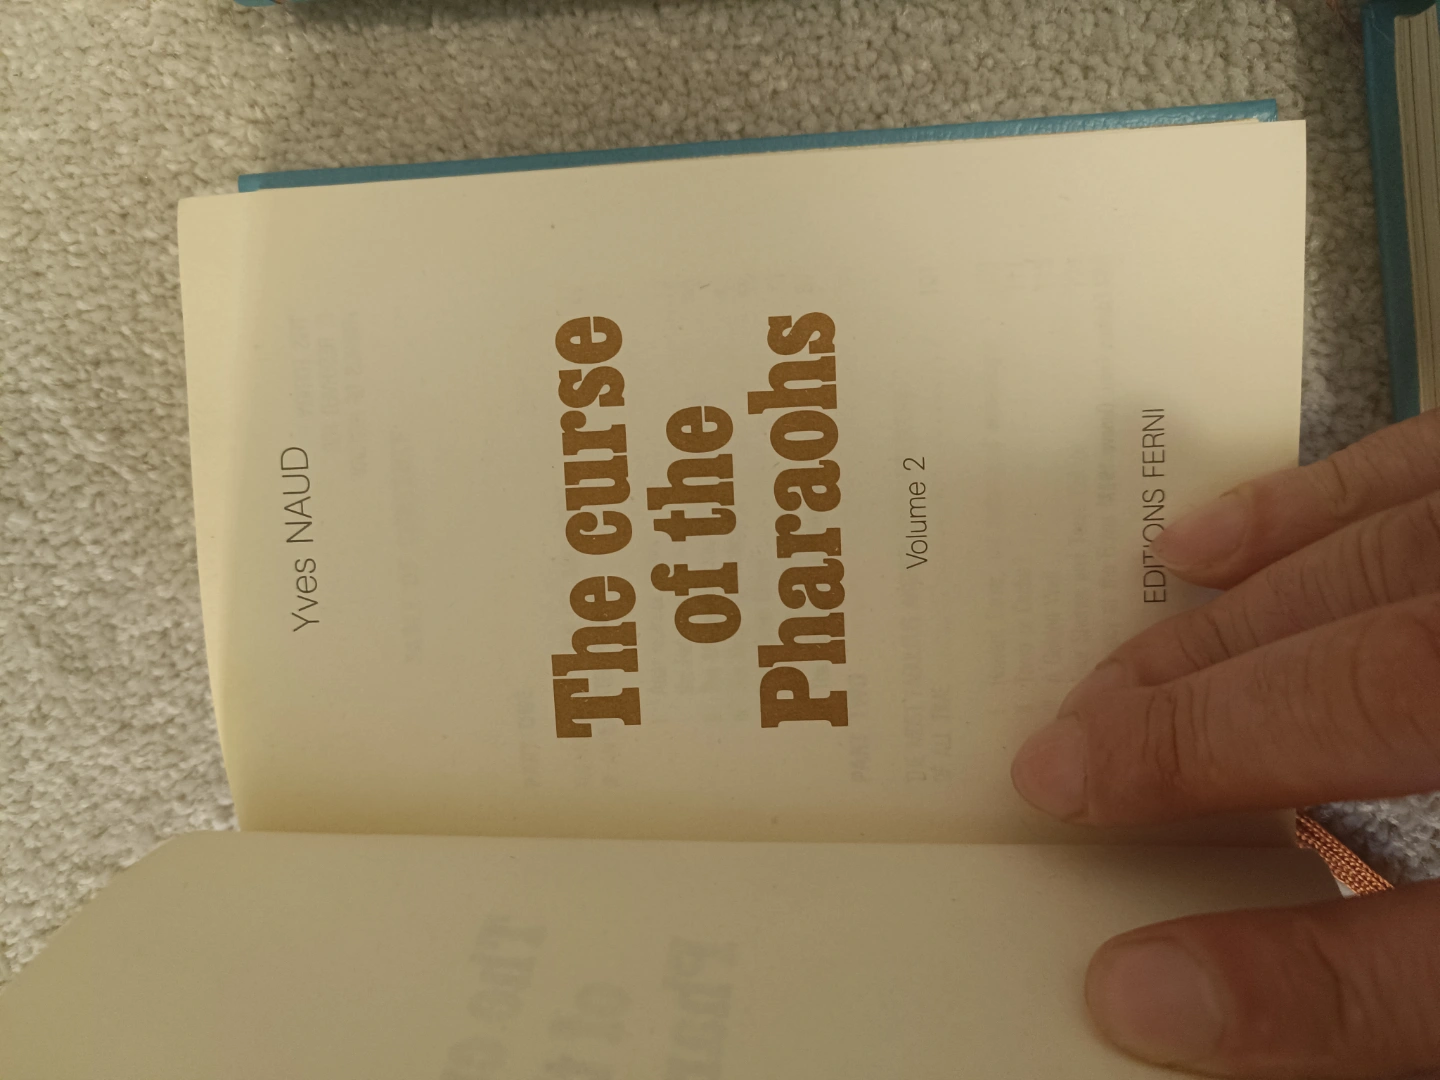 Yves NAUD
The curse
of the
Pharaohs
Volume 2
EDITIONS FERNI